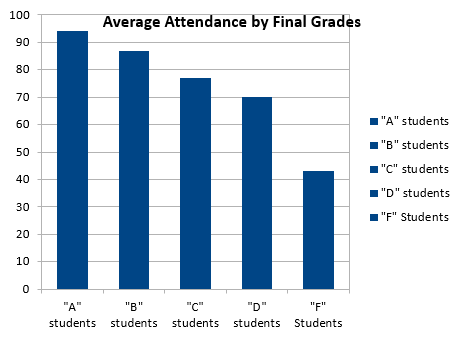 Average Attendance by Final Grades
100
90
80
70
60
50
40
30
20
10
0
"A" students
"B" students
"C" students
"D" students
"F" Students
"A" students
"B" students
"C" students
"D" students
"F" Students